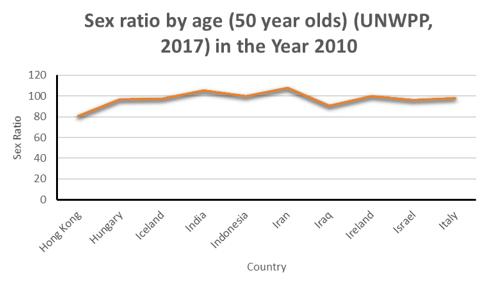 Sex ratio by age (50 year olds) (UNWPP,
2017) in the Year 2010
120
100
80
60
40
20
0
Sex Ratio
Hong Kong
Hungary
Iceland
India
Indonesia
Iran
Iraq
Ireland
Israel
Italy
Country